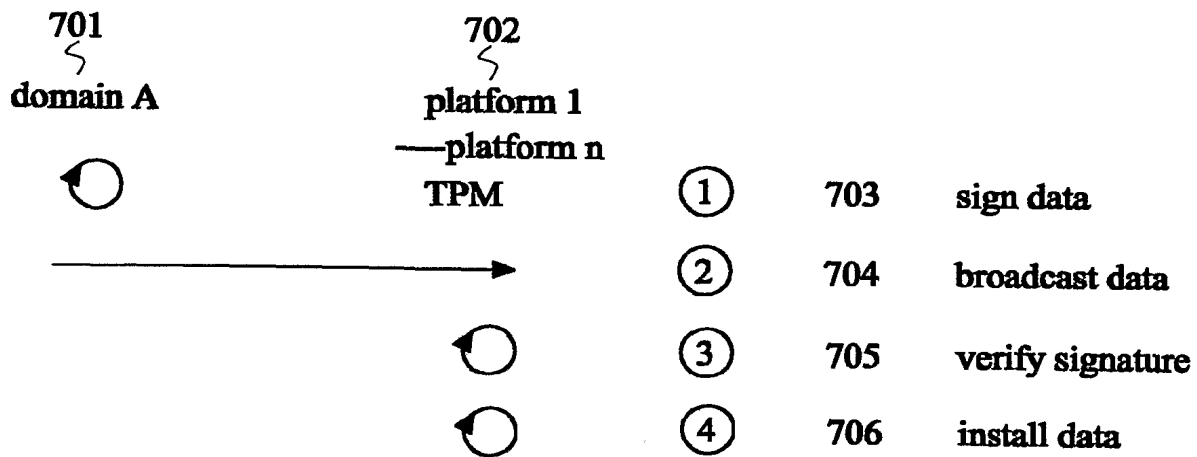 701
702
domain A
platform 1
—platform n
TPM
1 703 sign data
2 704 broadcast data
3 705 verify signature
4 706 install data